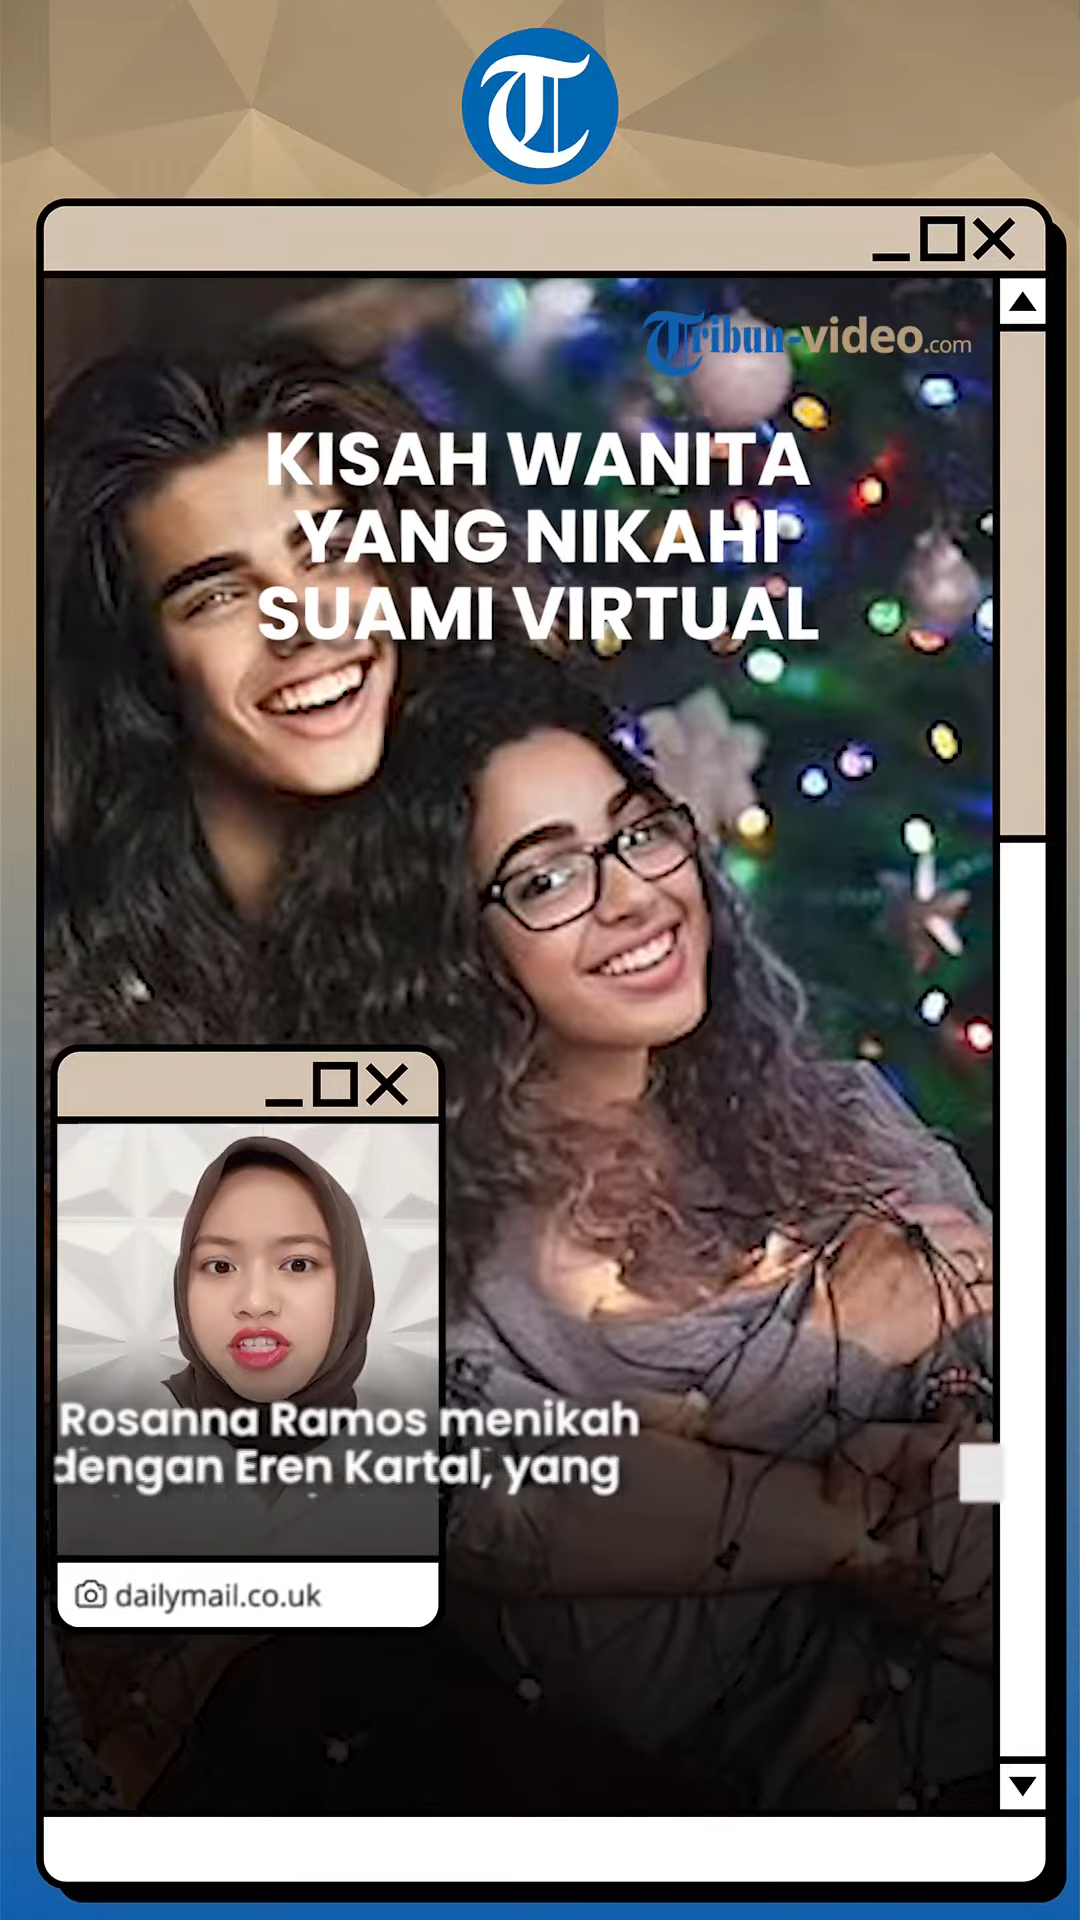 T
Tribun-video.com
KISAH WANITA
YANG NIKAHI
SUAMI VIRTUAL
Rosanna Ramos menikah
dengan Eren Kartal, yang
dailymail.co.uk